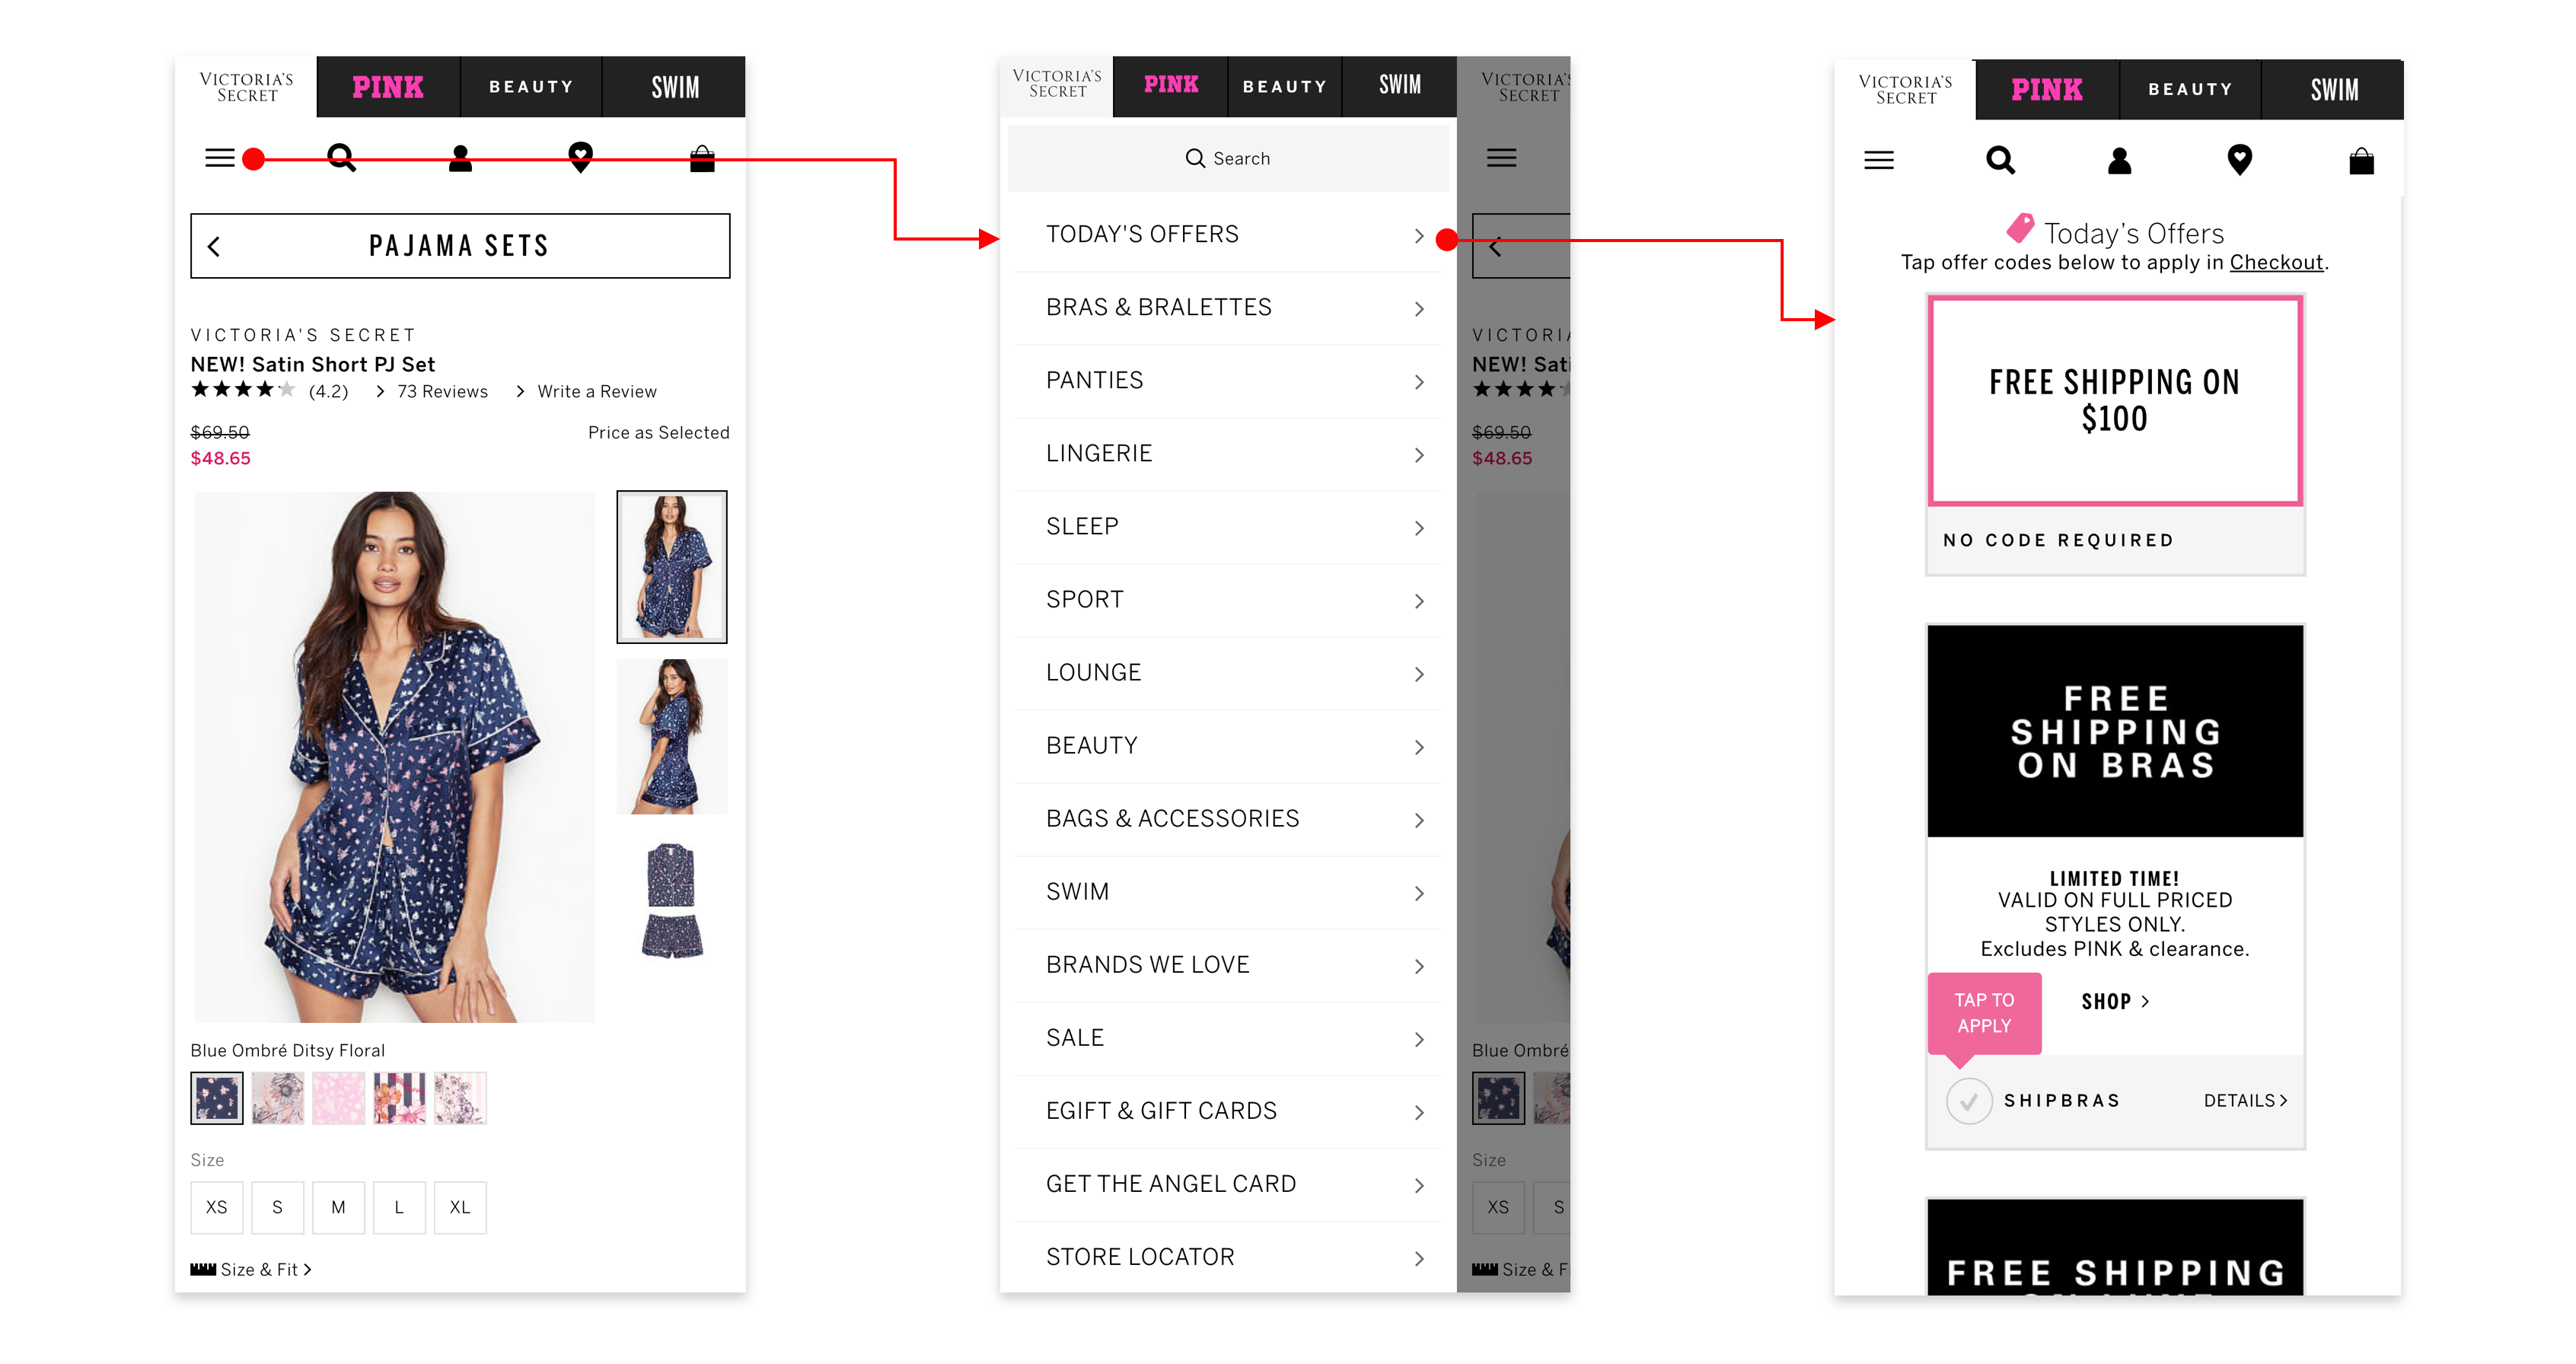 VICTORIA'S
SECRET
PINK
BEAUTY
SWIM
PAJAMA SETS
VICTORIA'S SECRET
NEW! Satin Short PJ Set
(4.2) > 73 Reviews > Write a Review
$69.50 Price as Selected
$48.65
Blue Ombré Ditsy Floral
Size
XS S M L XL
Size & Fit >
VICTORIA'S
SECRET
PINK
BEAUTY
SWIM
Search
TODAY'S OFFERS
BRAS & BRALETTES
PANTIES
LINGERIE
SLEEP
SPORT
LOUNGE
BEAUTY
BAGS & ACCESSORIES
SWIM
BRANDS WE LOVE
SALE
EGIFT & GIFT CARDS
GET THE ANGEL CARD
STORE LOCATOR
VICTORIA'S
SECRET
VICTORI
NEW! Sati
$69.50
$48.65
Blue Ombré
Size
XS S
Size & F
VICTORIA'S
SECRET
PINK
BEAUTY
SWIM
Today's Offers
Tap offer codes below to apply in Checkout.
FREE SHIPPING ON
$100
NO CODE REQUIRED
FREE
SHIPPING
ON BRAS
LIMITED TIME!
VALID ON FULL PRICED
STYLES ONLY.
Excludes PINK & clearance.
TAP TO
APPLY
SHOP >
SHIPBRAS
DETAILS >
FREE SHIPPING